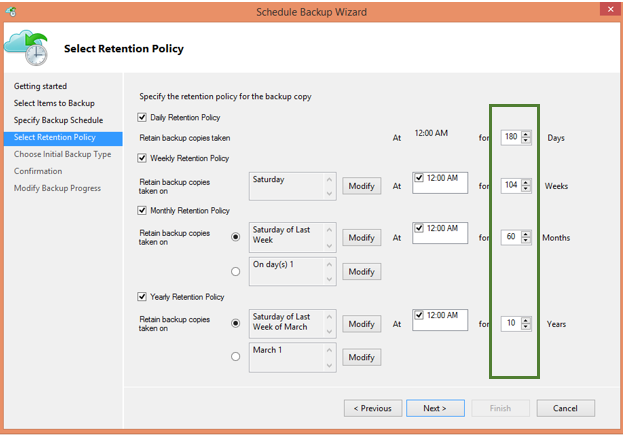 Schedule Backup Wizard
Select Retention Policy
Getting started
Select Items to Backup
Specify Backup Schedule
Select Retention Policy
Choose Initial Backup Type
Confirmation
Modify Backup Progress
Specify the retention policy for the backup copy
Daily Retention Policy
Retain backup copies taken At 12:00 AM for 180 Days
Weekly Retention Policy
Retain backup copies
taken on
Saturday Modify At 12:00 AM for 104 Weeks
Monthly Retention Policy
Retain backup copies
taken on
Saturday of Last
Week
Modify At 12:00 AM for 60 Months
On day(s) 1 Modify
Yearly Retention Policy
Retain backup copies
taken on
Saturday of Last
Week of March
Modify At 12:00 AM for 10 Years
March 1 Modify
< Previous Next > Finish Cancel